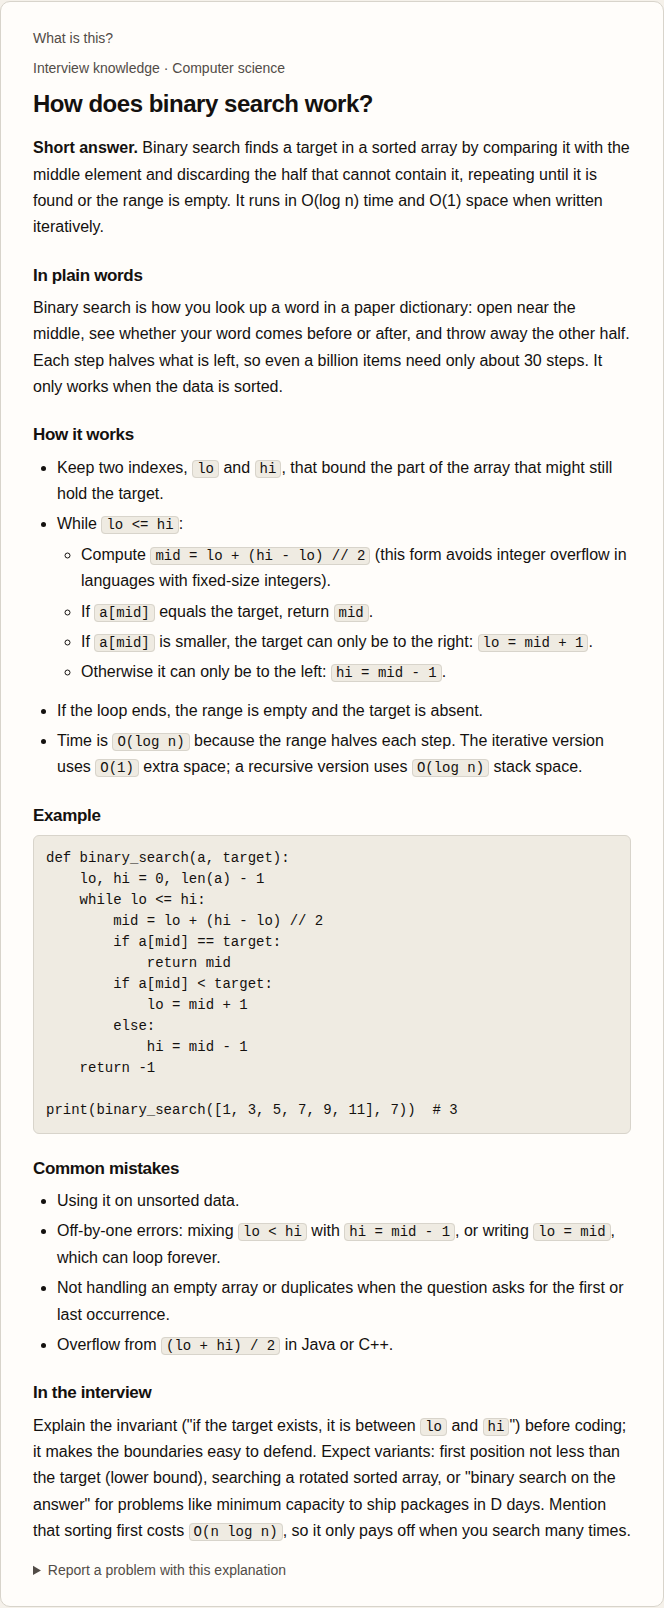 What is this?
Interview knowledge · Computer science
How does binary search work?
Short answer. Binary search finds a target in a sorted array by comparing it with the
middle element and discarding the half that cannot contain it, repeating until it is
found or the range is empty. It runs in O(log n) time and O(1) space when written
iteratively.
In plain words
Binary search is how you look up a word in a paper dictionary: open near the
middle, see whether your word comes before or after, and throw away the other half.
Each step halves what is left, so even a billion items need only about 30 steps. It
only works when the data is sorted.
How it works
• Keep two indexes, lo and hi, that bound the part of the array that might still
hold the target.
• While lo <= hi:
◦ Compute mid = lo + (hi - lo) // 2 (this form avoids integer overflow in
languages with fixed-size integers).
◦ If a[mid] equals the target, return mid.
◦ If a[mid] is smaller, the target can only be to the right: lo = mid + 1.
◦ Otherwise it can only be to the left: hi = mid - 1.
• If the loop ends, the range is empty and the target is absent.
• Time is O(log n) because the range halves each step. The iterative version
uses O(1) extra space; a recursive version uses O(log n) stack space.
Example
def binary_search(a, target):
    lo, hi = 0, len(a) - 1
    while lo <= hi:
        mid = lo + (hi - lo) // 2
        if a[mid] == target:
            return mid
        if a[mid] < target:
            lo = mid + 1
        else:
            hi = mid - 1
    return -1
print(binary_search([1, 3, 5, 7, 9, 11], 7))  # 3
Common mistakes
• Using it on unsorted data.
• Off-by-one errors: mixing lo < hi with hi = mid - 1, or writing lo = mid,
which can loop forever.
• Not handling an empty array or duplicates when the question asks for the first or
last occurrence.
• Overflow from (lo + hi) / 2 in Java or C++.
In the interview
Explain the invariant ("if the target exists, it is between lo and hi") before coding;
it makes the boundaries easy to defend. Expect variants: first position not less than
the target (lower bound), searching a rotated sorted array, or "binary search on the
answer" for problems like minimum capacity to ship packages in D days. Mention
that sorting first costs O(n log n), so it only pays off when you search many times.
▶ Report a problem with this explanation